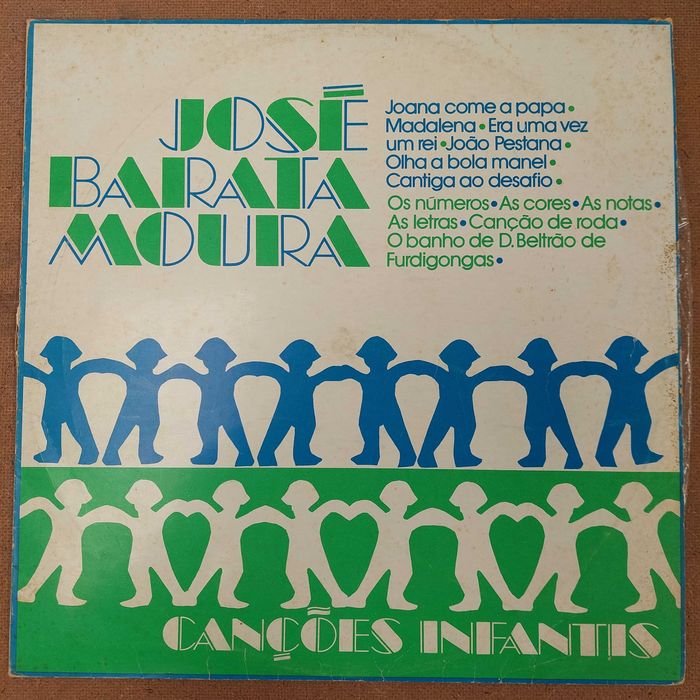 JOSÉ
BARATA
MOURA
Joana come a papa •
Madalena • Era uma vez
um rei • João Pestana •
Olha a bola manel •
Cantiga ao desafio •
Os números • As cores • As notas •
As letras • Canção de roda •
O banho de D. Beltrão de
Furdigongas •
CANÇÕES INFANTIS